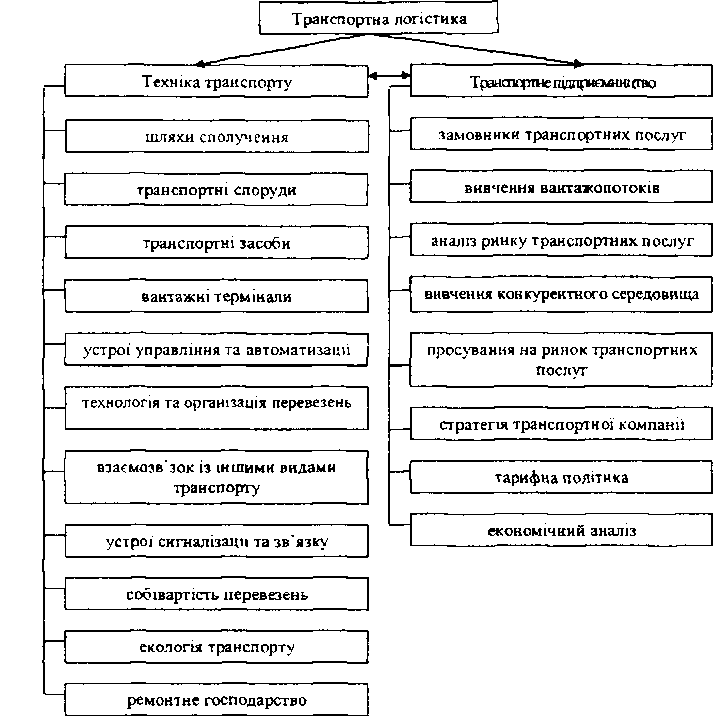 Транспортна логістика
Техніка транспорту
шляхи сполучення
транспортні споруди
транспортні засоби
вантажні термінали
устрої управління та автоматизації
технологія та організація перевезень
взаємозв`зок із іншими видами
транспорту
устрої сигналізації та зв`язку
собівартість перевезень
екологія транспорту
ремонтне господарство
Транспортне підприємництво
замовники транспортних послуг
вивчення вантажопотоків
аналіз ринку транспортних послуг
вивчення конкурентного середовища
просування на ринок транспортних
послуг
стратегія транспортної компанії
тарифна політика
економічний аналіз